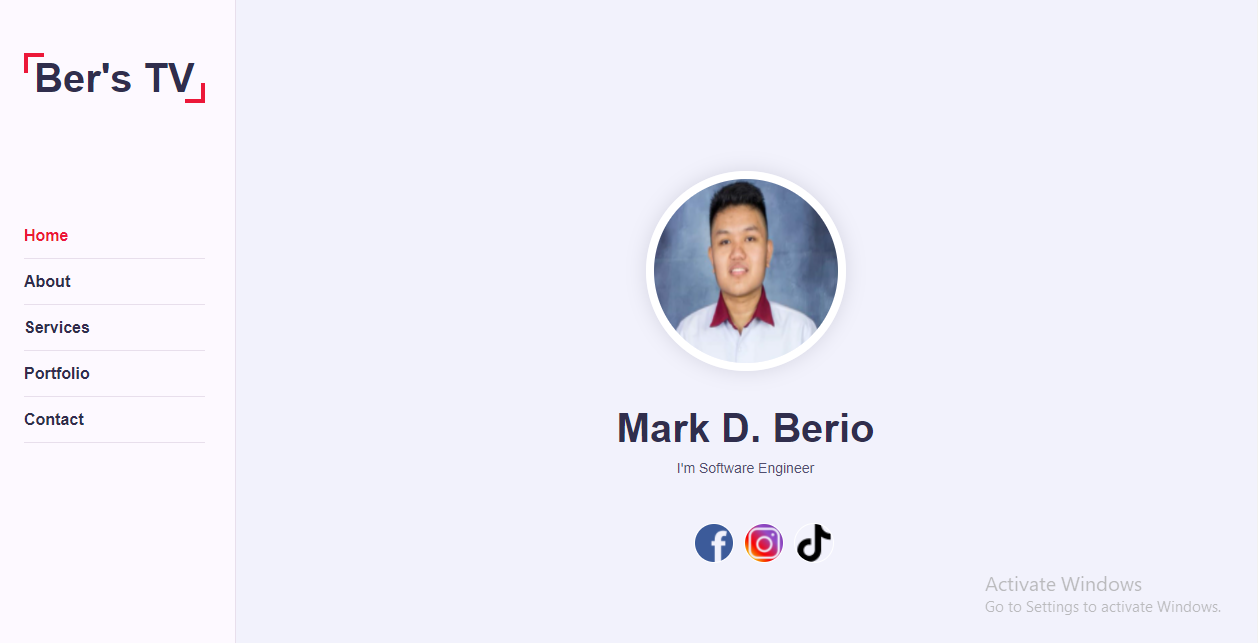 Ber's TV
Home
About
Services
Portfolio
Contact
Mark D. Berio
I'm Software Engineer
Activate Windows
Go to Settings to activate Windows.